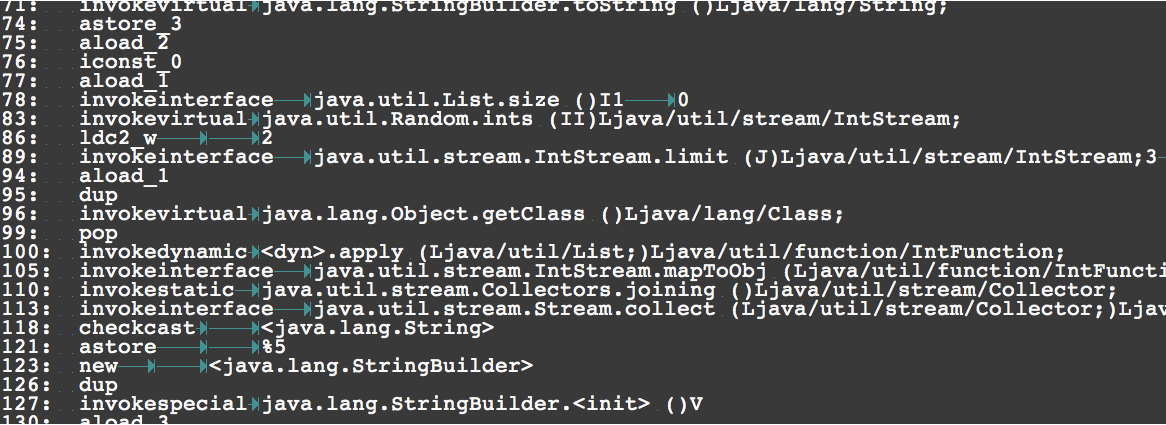 71: invokevirtual java.lang.StringBuilder.toString ()Ljava/lang/String;
74: astore_3
75: aload_2
76: iconst_0
77: aload_1
78: invokeinterface java.util.List.size ()I1 0
83: invokevirtual java.util.Random.ints (II)Ljava/util/stream/IntStream;
86: ldc2_w 2
89: invokeinterface java.util.stream.IntStream.limit (J)Ljava/util/stream/IntStream;3
94: aload_1
95: dup
96: invokevirtual java.lang.Object.getClass ()Ljava/lang/Class;
99: pop
100: invokedynamic <dyn>.apply (Ljava/util/List;)Ljava/util/function/IntFunction;
105: invokeinterface java.util.stream.IntStream.mapToObj (Ljava/util/function/IntFuncti
110: invokestatic java.util.stream.Collectors.joining ()Ljava/util/stream/Collector;
113: invokeinterface java.util.stream.Stream.collect (Ljava/util/stream/Collector;)Ljav
118: checkcast <java.lang.String>
121: astore %5
123: new <java.lang.StringBuilder>
126: dup
127: invokespecial java.lang.StringBuilder.<init> ()V
130: aload_3